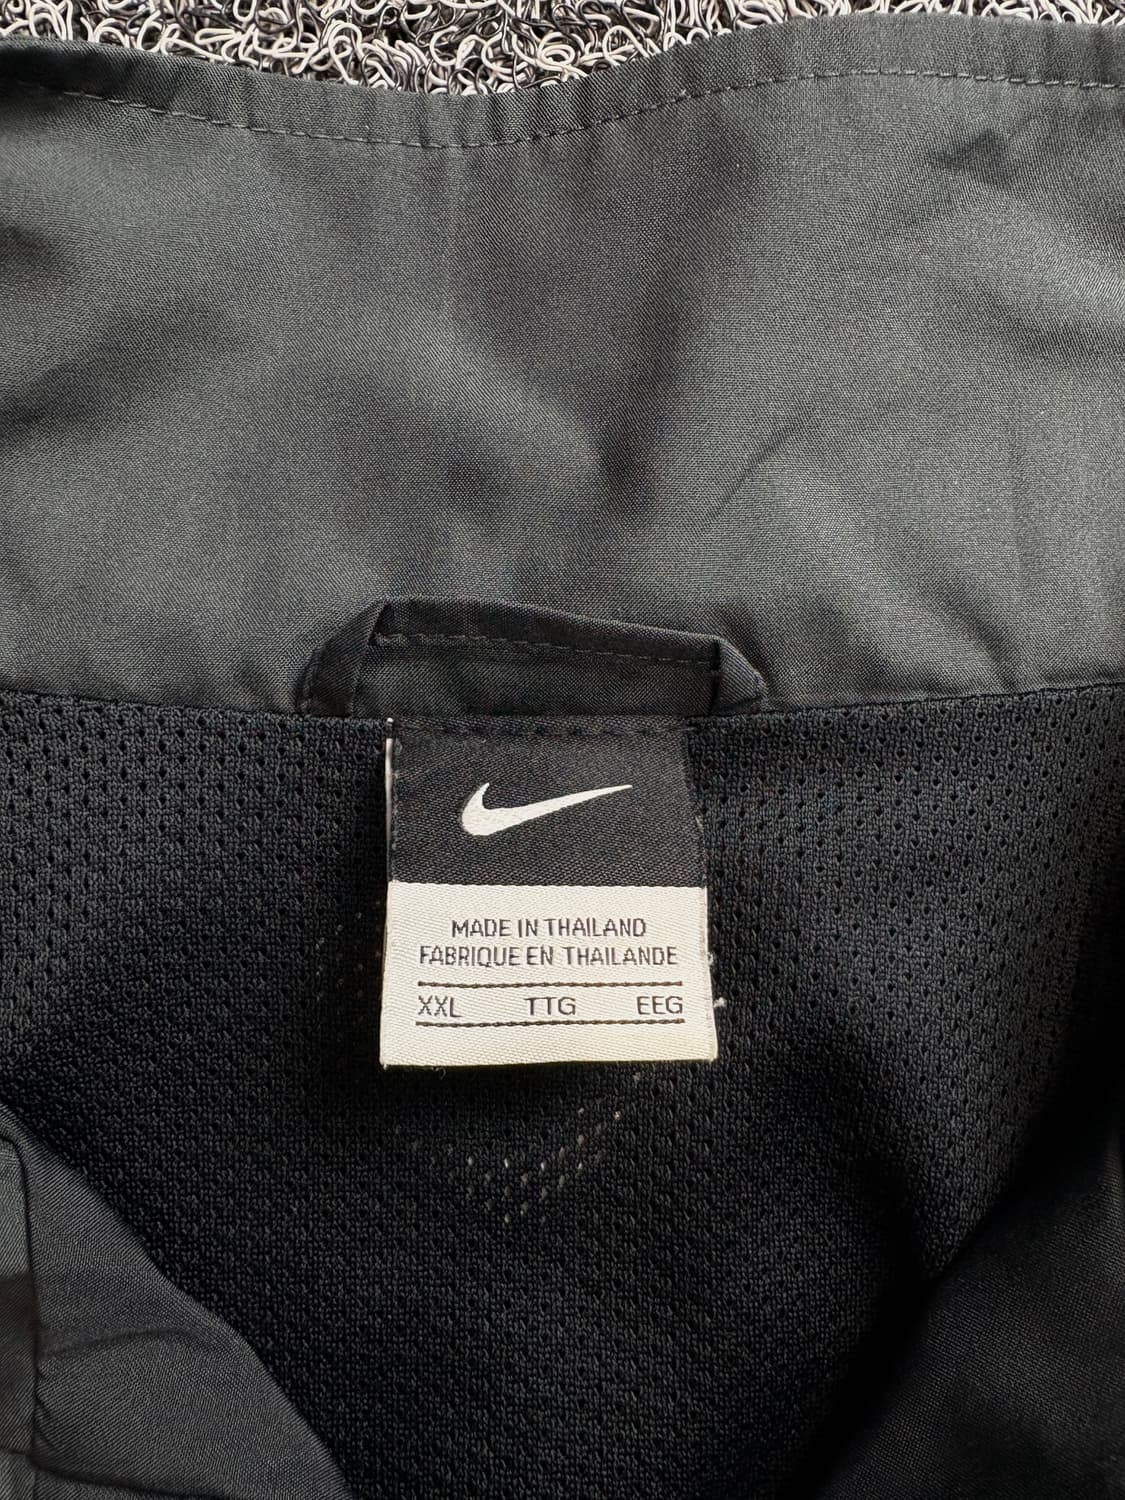 MADE IN THAILAND
FABRIQUE EN THAILANDE
XXL TTG EEG